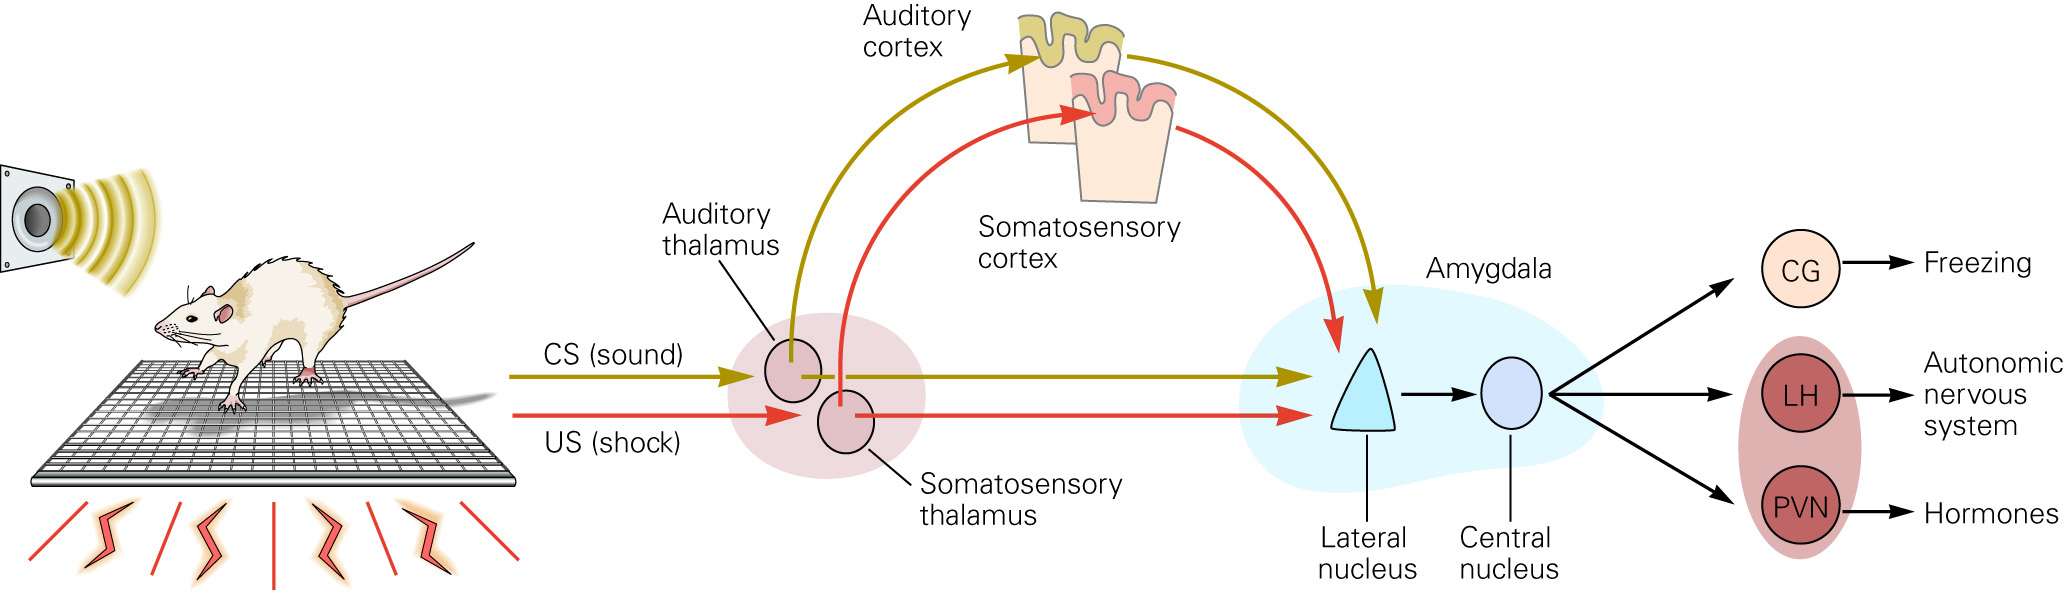 Auditory
cortex
Auditory
thalamus
Somatosensory
cortex
Amygdala
CG
Freezing
CS (sound)
US (shock)
LH
Autonomic
nervous
system
Somatosensory
thalamus
PVN
Hormones
Lateral
nucleus
Central
nucleus